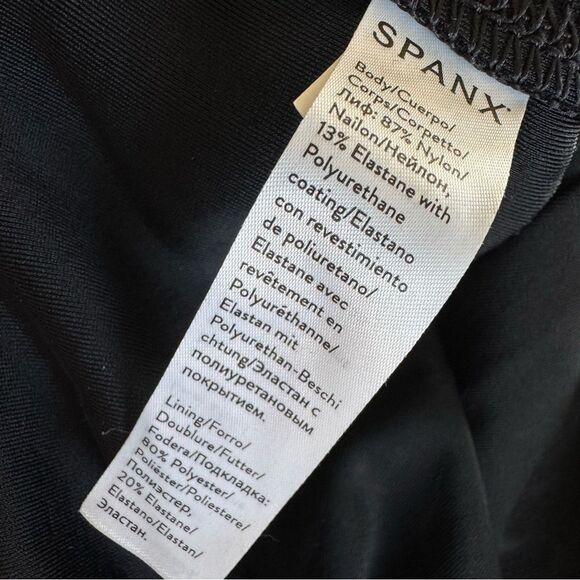 SPANX®
Body/Cuerpo/
Corps/Corpetto/
Лиф: 87% Nylon/
Nailon/Нейлон,
13% Elastane with
Polyurethane
coating/Elastano
con revestimiento
de poliuretano/
Elastane avec
revêtement en
Polyuréthanne/
Elastan mit
Polyurethan-Beschi
chtung/Эластан с
полиуретановым
покрытием.
Lining/Forro/
Doublure/Futter/
Fodera/Подкладка:
80% Polyester/
Poliéster/Poliestere/
Полиэстер,
20% Elastane/
Elastano/Elastan/
Эластан.